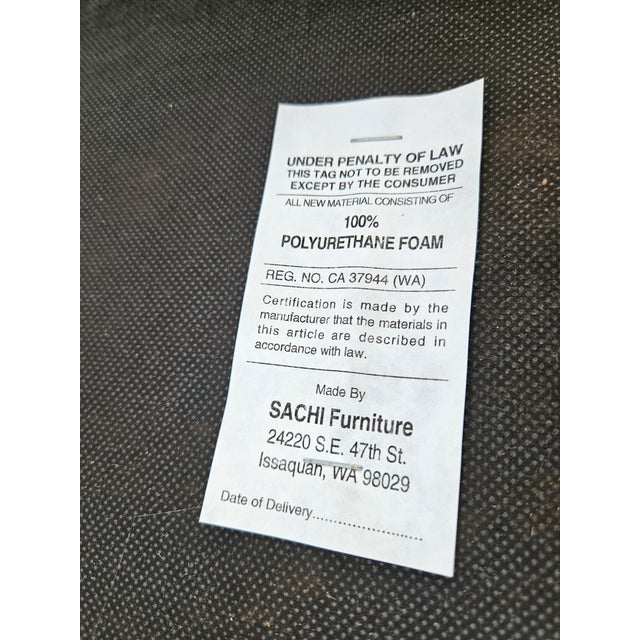 UNDER PENALTY OF LAW
THIS TAG NOT TO BE REMOVED
EXCEPT BY THE CONSUMER
ALL NEW MATERIAL CONSISTING OF
100%
POLYURETHANE FOAM
REG. NO. CA 37944 (WA)
Certification is made by the
manufacturer that the materials in
this article are described in
accordance with law.
Made By
SACHI Furniture
24220 S.E. 47th St.
Issaquan, WA 98029
Date of Delivery........................